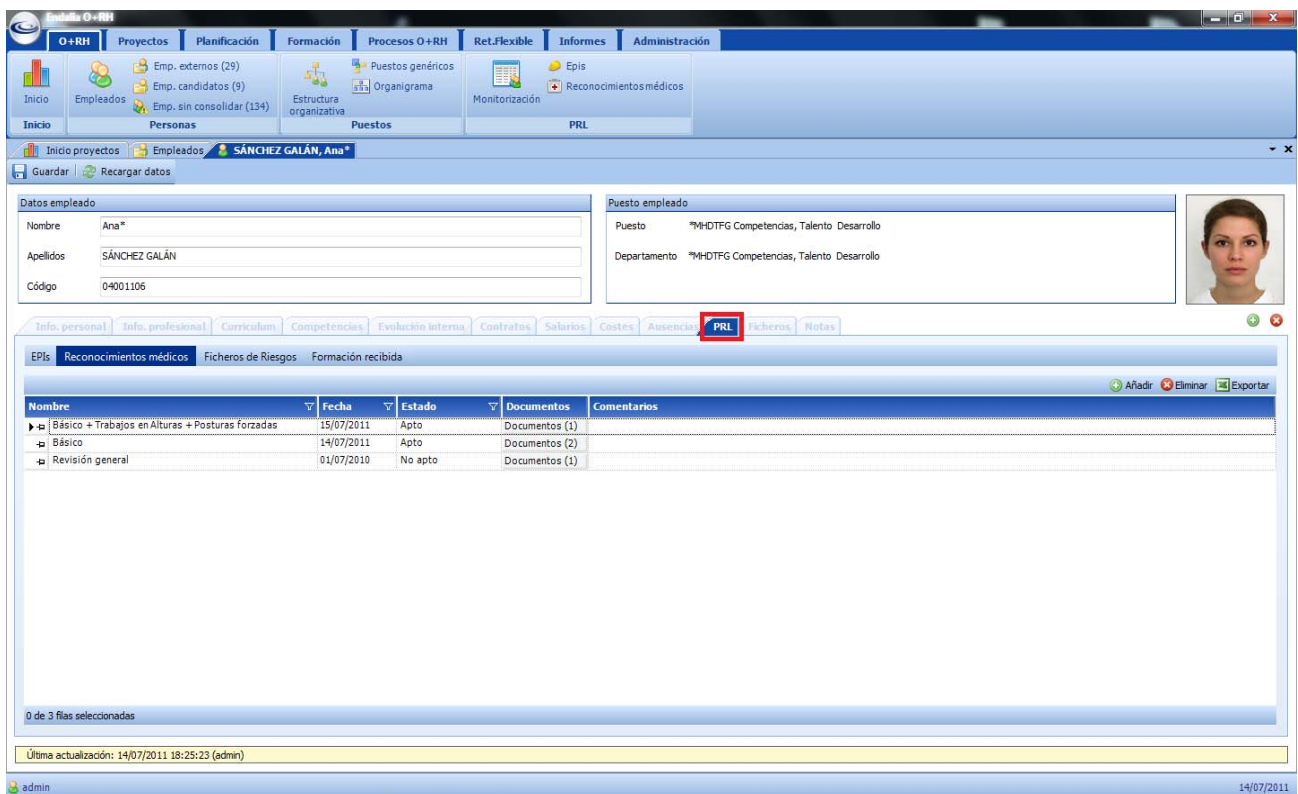 Endalia O+RH
O+RH Proyectos Planificación Formación Procesos O+RH Ret.Flexible Informes Administración
Emp. externos (29) Puestos genéricos Epis
Emp. candidatos (9) Organigrama Reconocimientos médicos
Inicio Empleados Emp. sin consolidar (134) Estructura organizativa Monitorización
Inicio Personas Puestos PRL
Inicio proyectos Empleados SÁNCHEZ GALÁN, Ana*
Guardar Recargar datos
Datos empleado Puesto empleado
Nombre Ana* Puesto *MHDTFG Competencias, Talento Desarrollo
Apellidos SÁNCHEZ GALÁN Departamento *MHDTFG Competencias, Talento Desarrollo
Código 04001106
Info. personal Info. profesional Curriculum Competencias Evolución interna Contratos Salarios Costes Ausencias PRL Ficheros Notas
EPIs Reconocimientos médicos Ficheros de Riesgos Formación recibida
Añadir Eliminar Exportar
Nombre Fecha Estado Documentos Comentarios
Básico + Trabajos en Alturas + Posturas forzadas 15/07/2011 Apto Documentos (1)
Básico 14/07/2011 Apto Documentos (2)
Revisión general 01/07/2010 No apto Documentos (1)
0 de 3 filas seleccionadas
Última actualización: 14/07/2011 18:25:23 (admin)
admin 14/07/2011